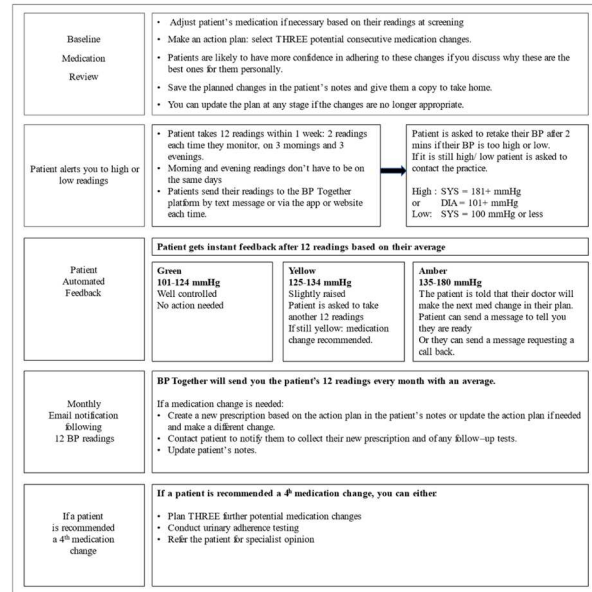 Baseline
Medication
Review
• Adjust patient's medication if necessary based on their readings at screening
• Make an action plan: select THREE potential consecutive medication changes.
• Patients are likely to have more confidence in adhering to these changes if you discuss why these are the
best ones for them personally.
• Save the planned changes in the patient's notes and give them a copy to take home.
• You can update the plan at any stage if the changes are no longer appropriate.
Patient alerts you to high or
low readings
• Patient takes 12 readings within 1 week: 2 readings
each time they monitor, on 3 mornings and 3
evenings.
• Morning and evening readings don't have to be on
the same days
• Patients send their readings to the BP Together
platform by text message or via the app or website
each time.
Patient is asked to retake their BP after 2
mins if their BP is too high or low.
If it is still high/ low patient is asked to
contact the practice.
High : SYS = 181+ mmHg
or DIA = 101+ mmHg
Low: SYS = 100 mmHg or less
Patient
Automated
Feedback
Patient gets instant feedback after 12 readings based on their average
Green
101-124 mmHg
Well controlled
No action needed
Yellow
125-134 mmHg
Slightly raised
Patient is asked to take
another 12 readings
If still yellow: medication
change recommended.
Amber
135-180 mmHg
The patient is told that their doctor will
make the next med change in their plan.
Patient can send a message to tell you
they are ready
Or they can send a message requesting a
call back.
Monthly
Email notification
following
12 BP readings
BP Together will send you the patient's 12 readings every month with an average.
If a medication change is needed:
• Create a new prescription based on the action plan in the patient's notes or update the action plan if needed
and make a different change.
• Contact patient to notify them to collect their new prescription and of any follow-up tests.
• Update patient's notes.
If a patient
is recommended
a 4th medication
change
If a patient is recommended a 4th medication change, you can either:
• Plan THREE further potential medication changes
• Conduct urinary adherence testing
• Refer the patient for specialist opinion